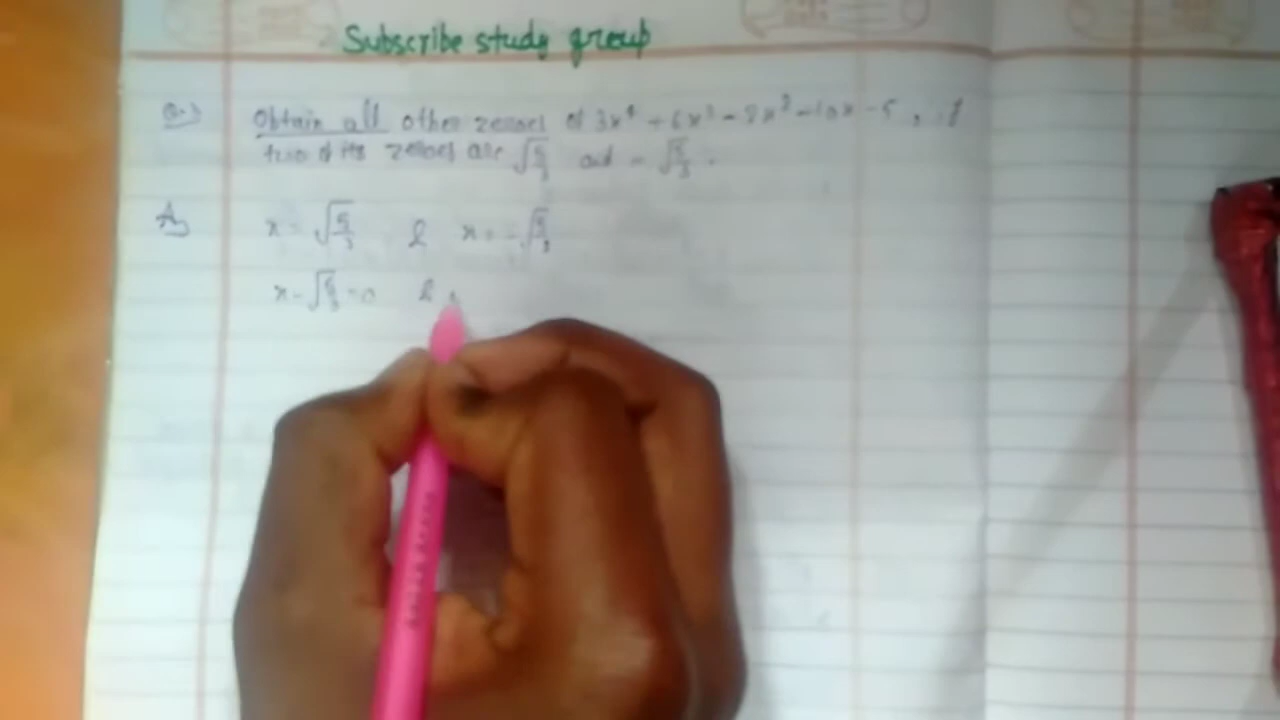 Subscribe study group
Q.) Obtain all other zeroes of 3x⁴ + 6x³ - 2x² - 10x - 5, if
two of its zeroes are √5/3 and - √5/3.
A) x = √5/3 & x = -√5/3
x - √5/3 = 0 &